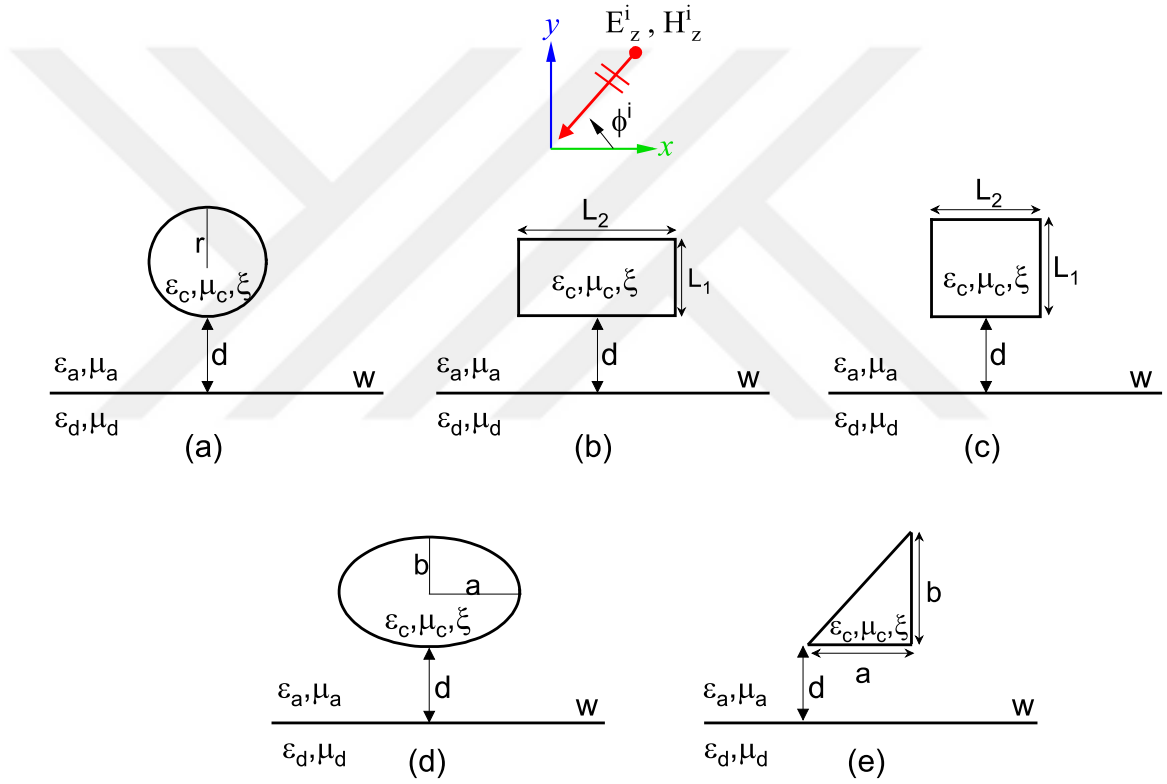 y
E^i_z , H^i_z
ϕ^i
x
r
ε_c,μ_c,ξ
d
ε_a,μ_a
w
ε_d,μ_d
(a)
L_2
ε_c,μ_c,ξ
L_1
d
ε_a,μ_a
w
ε_d,μ_d
(b)
L_2
ε_c,μ_c,ξ
L_1
d
ε_a,μ_a
w
ε_d,μ_d
(c)
b
a
ε_c,μ_c,ξ
d
ε_a,μ_a
w
ε_d,μ_d
(d)
b
ε_c,μ_c,ξ
a
d
ε_a,μ_a
w
ε_d,μ_d
(e)